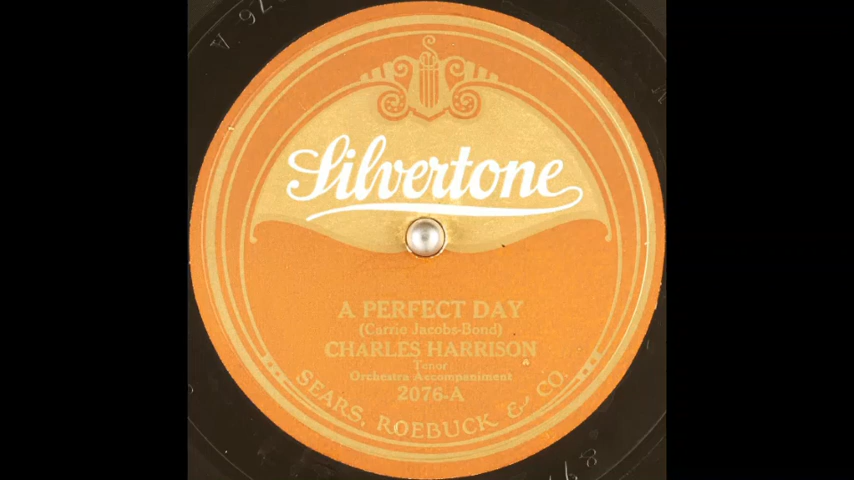 Silvertone
A PERFECT DAY
(Carrie Jacobs-Bond)
CHARLES HARRISON
Tenor
Orchestra Accompaniment
2076-A
SEARS, ROEBUCK & CO.